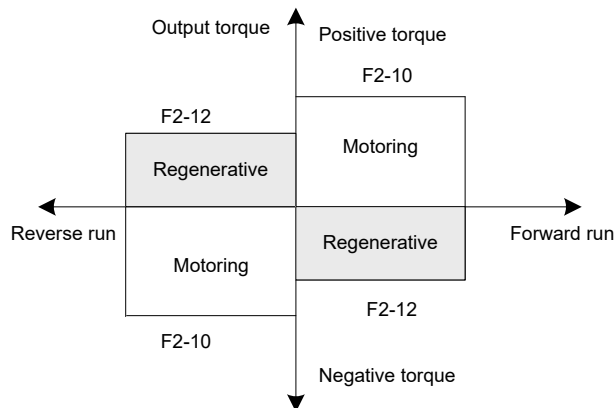 Output torque
Positive torque
F2-10
F2-12
Motoring
Regenerative
Reverse run
Forward run
Regenerative
Motoring
F2-12
F2-10
Negative torque